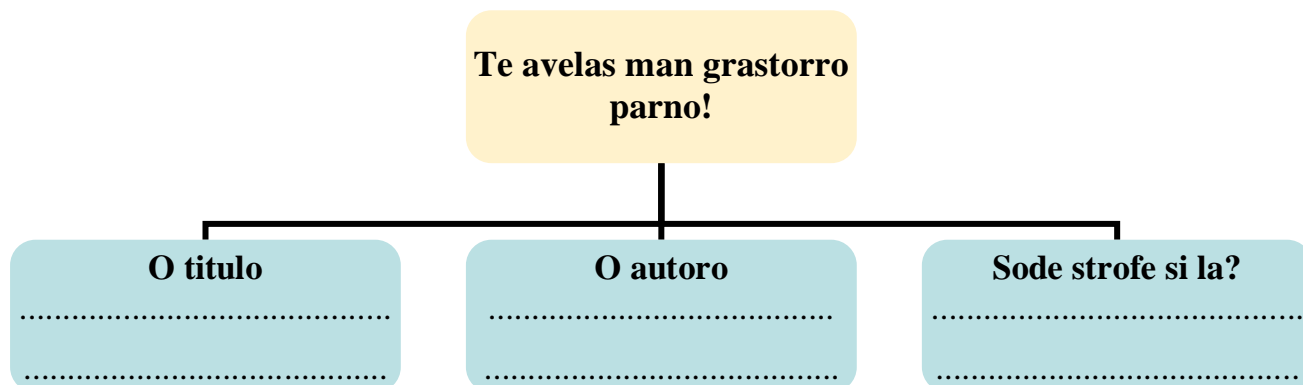 Te avelas man grastorro
parno!
O titulo
...........................................
..........................................
O autoro
........................................
..........................................
Sode strofe si la?
...........................................
...........................................